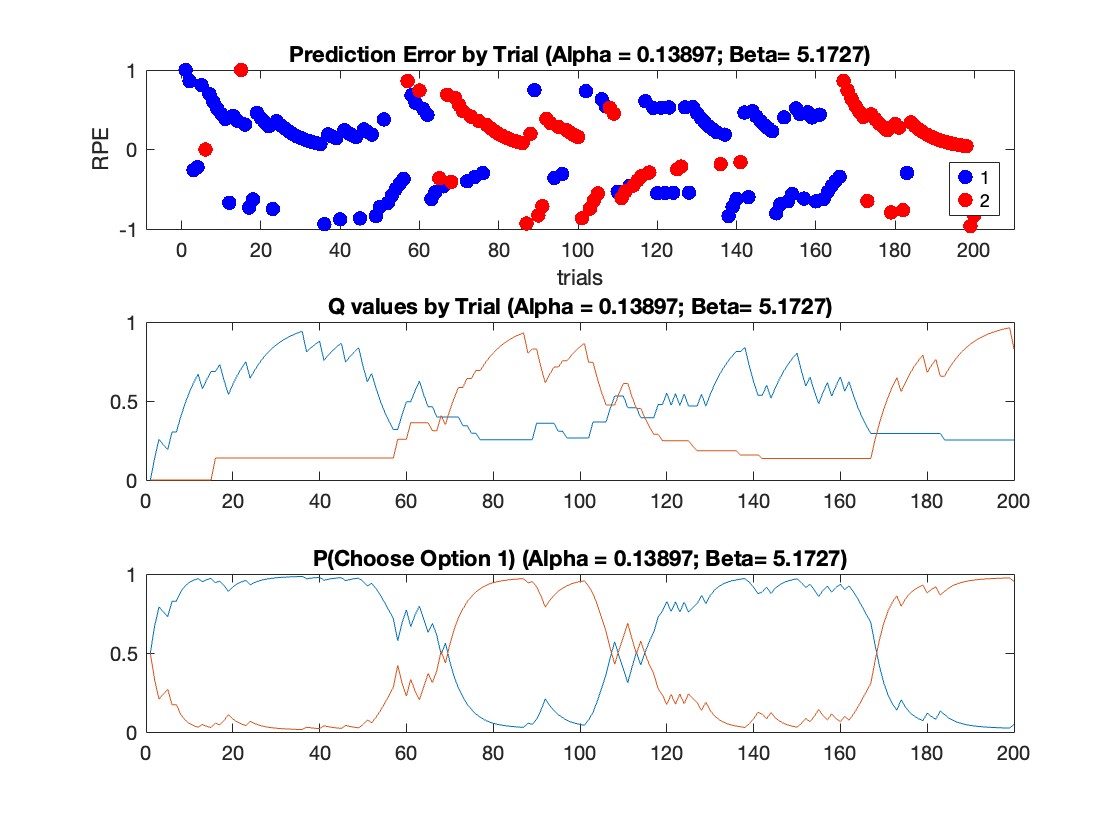 Prediction Error by Trial (Alpha = 0.13897; Beta= 5.1727)
1
0
-1
RPE
0 20 40 60 80 100 120 140 160 180 200
trials
1
2
Q values by Trial (Alpha = 0.13897; Beta= 5.1727)
1
0.5
0
0 20 40 60 80 100 120 140 160 180 200
P(Choose Option 1) (Alpha = 0.13897; Beta= 5.1727)
1
0.5
0
0 20 40 60 80 100 120 140 160 180 200